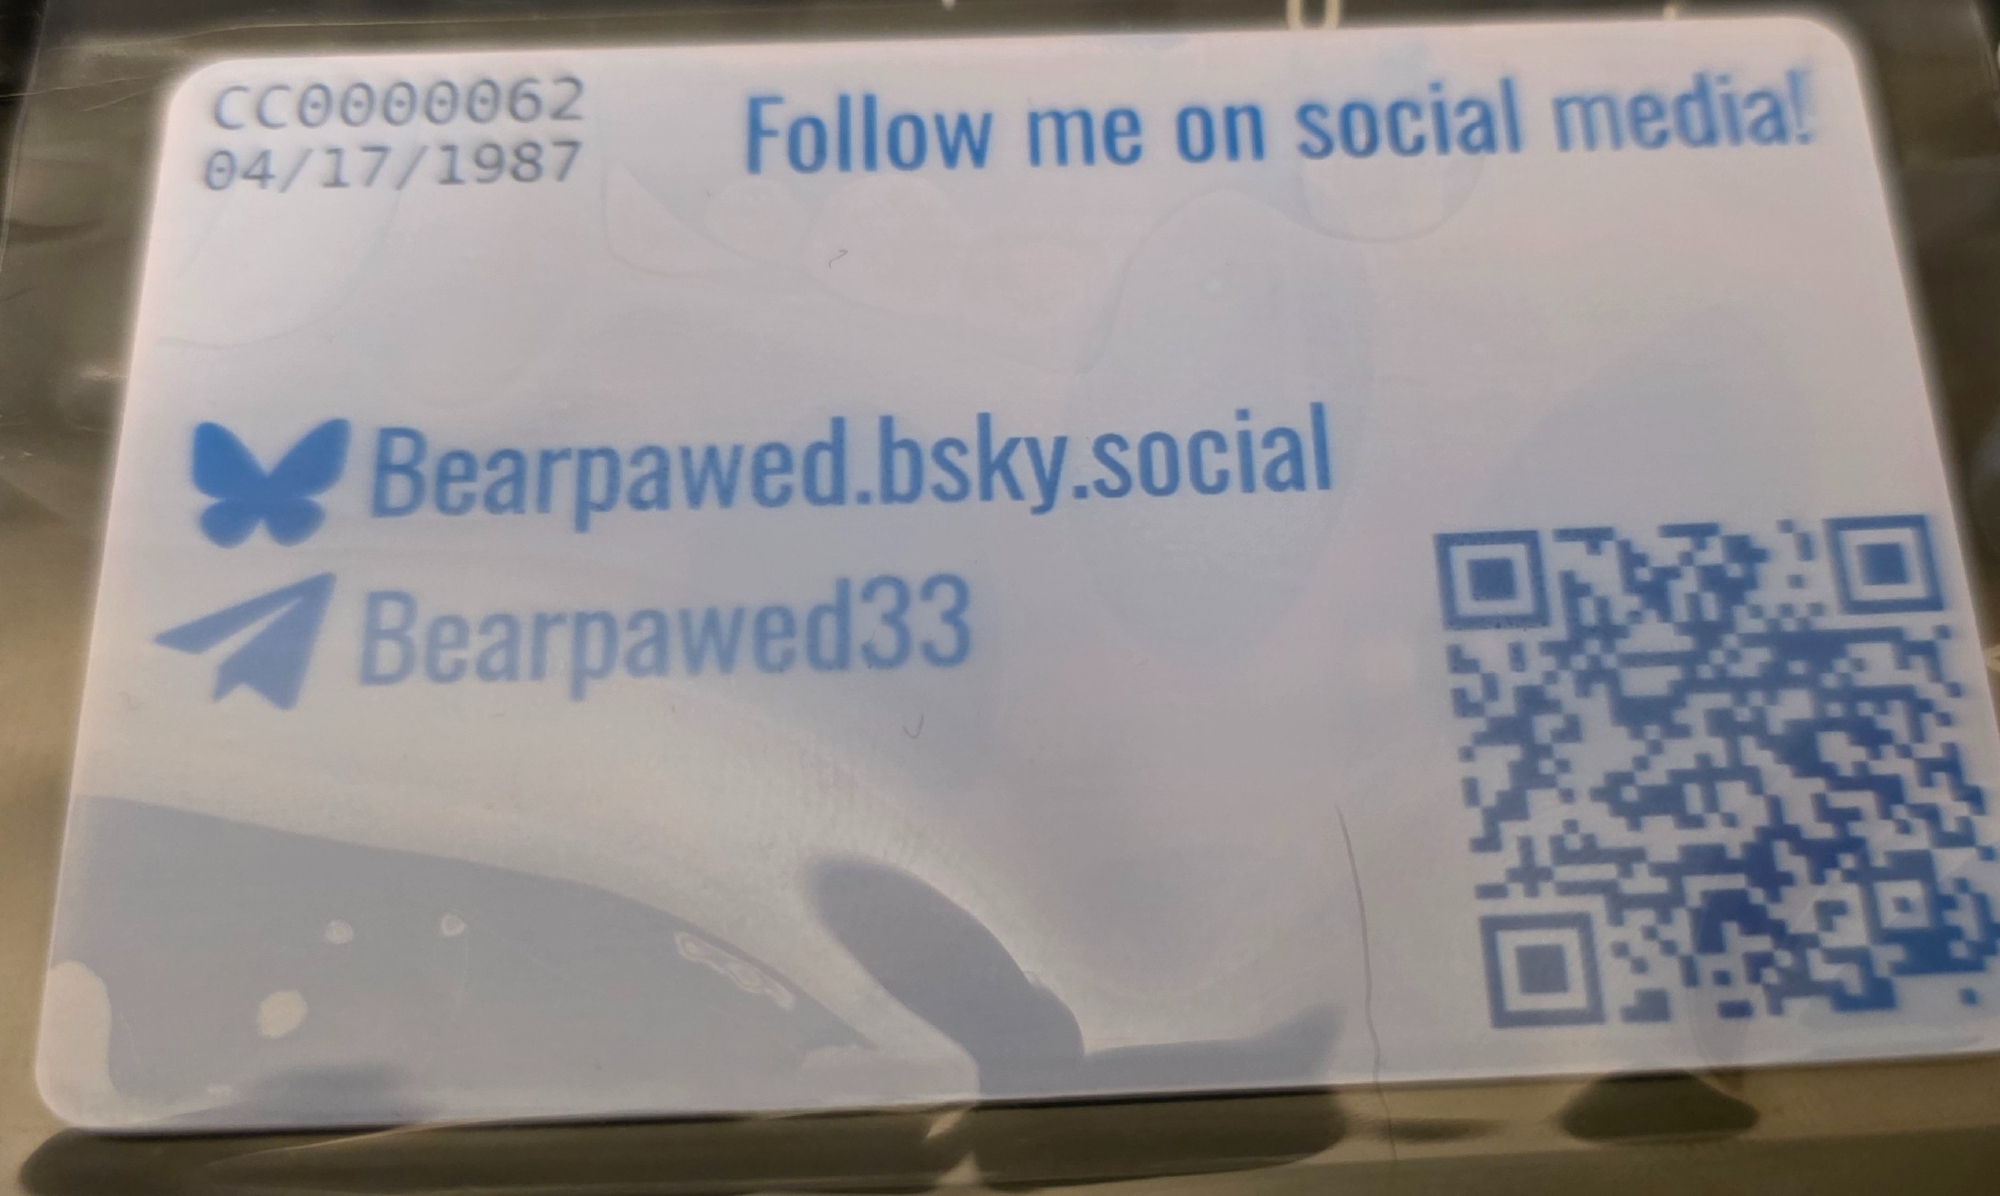 CC0000062
04/17/1987
Follow me on social media!
Bearpawed.bsky.social
Bearpawed33